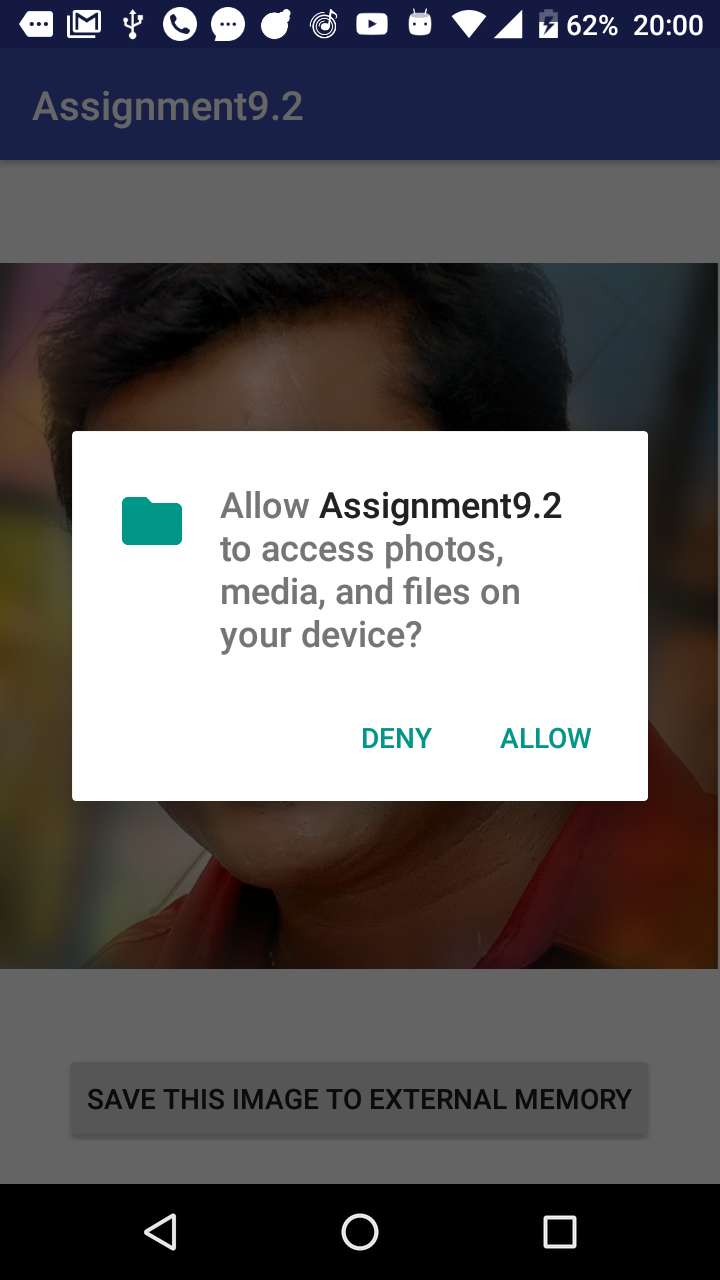 62% 20:00
Assignment9.2
Allow Assignment9.2
to access photos,
media, and files on
your device?
DENY ALLOW
SAVE THIS IMAGE TO EXTERNAL MEMORY